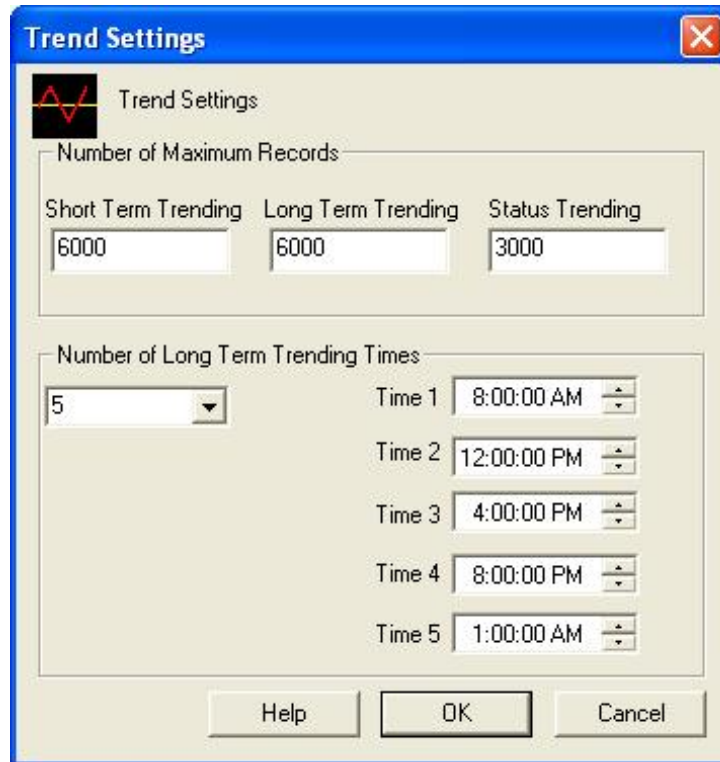 Trend Settings
Trend Settings
Number of Maximum Records
Short Term Trending Long Term Trending Status Trending
6000 6000 3000
Number of Long Term Trending Times
5
Time 1 8:00:00 AM
Time 2 12:00:00 PM
Time 3 4:00:00 PM
Time 4 8:00:00 PM
Time 5 1:00:00 AM
Help OK Cancel